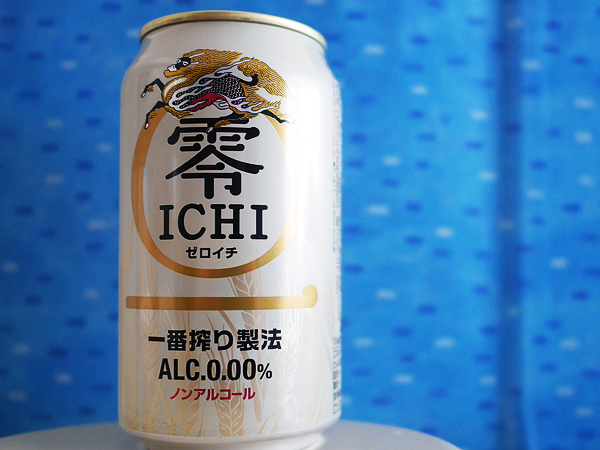 零
ICHI
ゼロイチ
一番搾り製法
ALC.0.00%
ノンアルコール